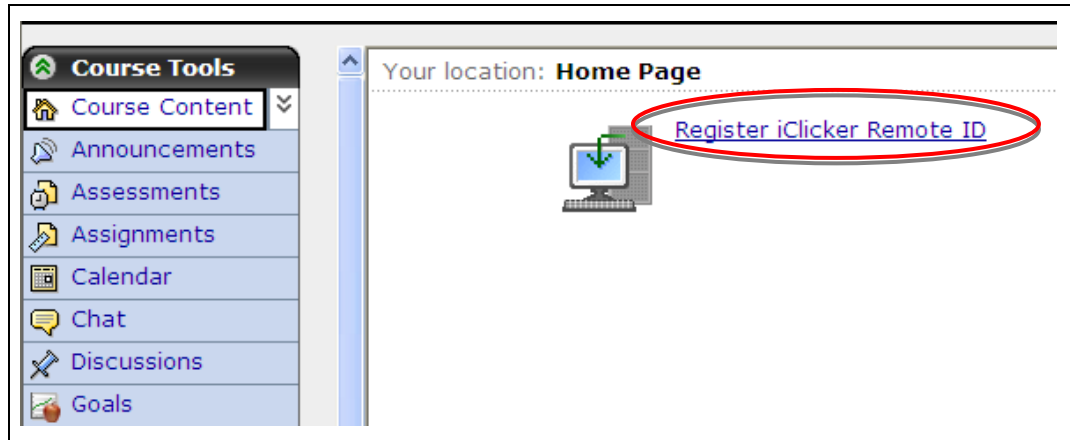 Course Tools
Course Content
Announcements
Assessments
Assignments
Calendar
Chat
Discussions
Goals
Your location: Home Page
Register iClicker Remote ID